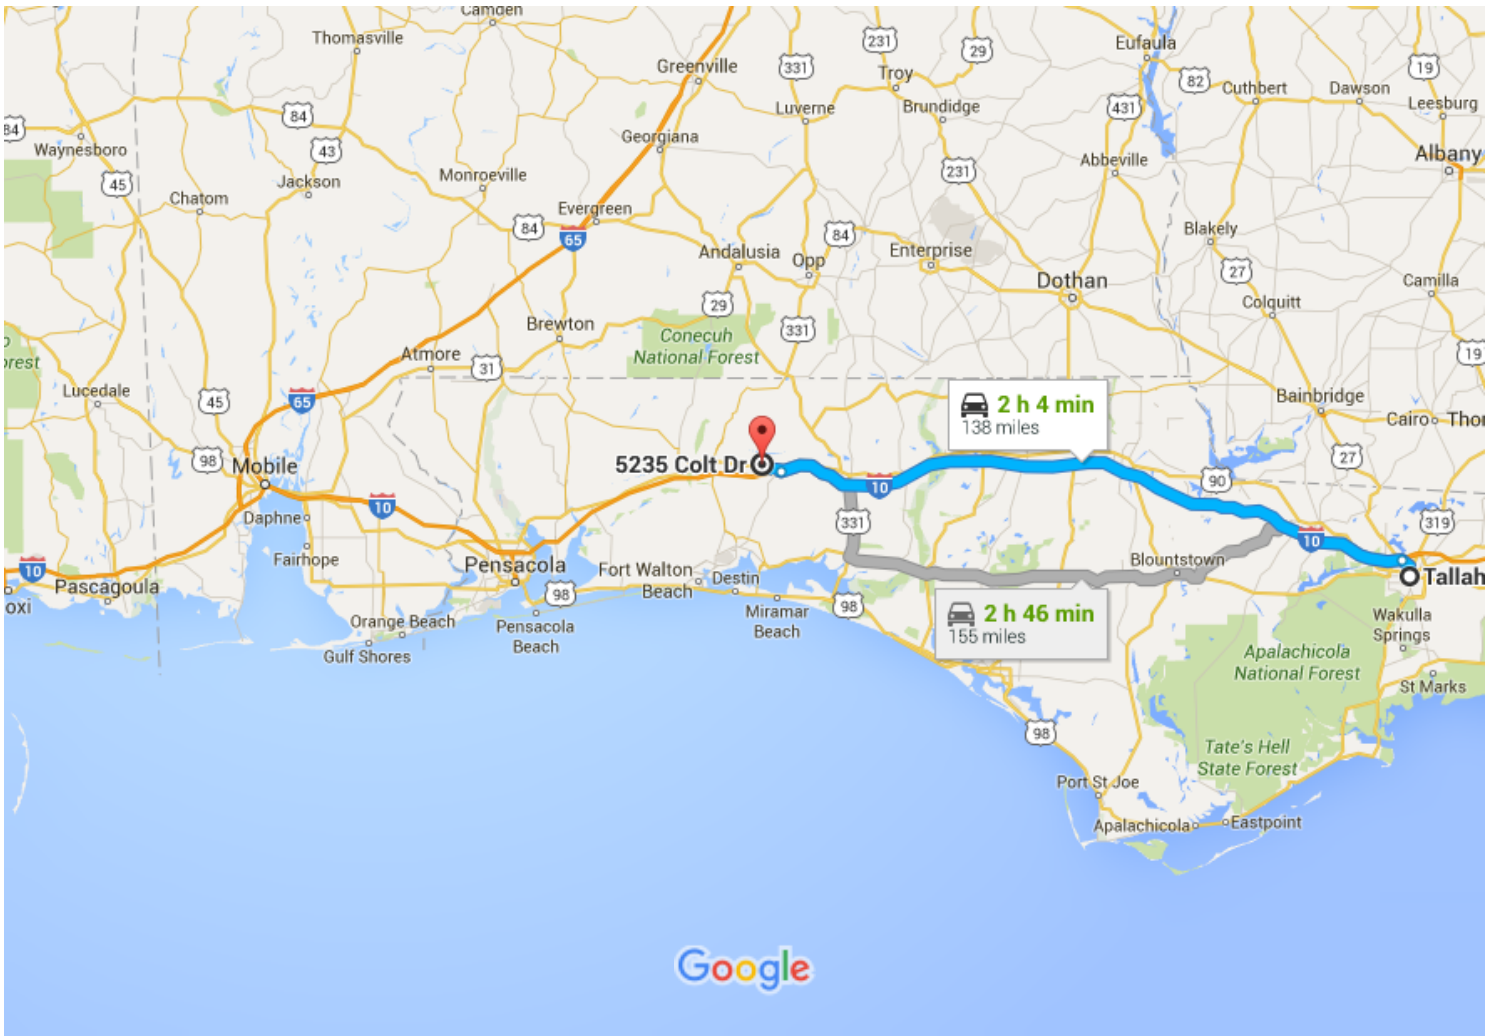 Camden
Thomasville
231
29
Eufaula
331
Greenville
Troy
82
19
Cuthbert
Dawson
Leesburg
84
Luverne
Brundidge
431
84
Waynesboro
43
Georgiana
Abbeville
Albany
45
Jackson
Monroeville
231
Chatom
Evergreen
84
65
84
Blakely
Andalusia
Opp
Enterprise
27
Camilla
Dothan
Colquitt
29
Brewton
331
Conecuh
National Forest
Atmore
31
19
orest
Lucedale
45
65
Bainbridge
2 h 4 min
138 miles
Cairo
Thor
98
Mobile
5235 Colt Dr
27
10
90
10
Daphne
331
319
10
Fairhope
Blountstown
10
Pascagoula
Pensacola
Fort Walton
Beach
Destin
Tallah
oxi
98
98
Miramar
Beach
2 h 46 min
155 miles
Wakulla
Springs
Orange Beach
Pensacola
Beach
Gulf Shores
Apalachicola
National Forest
St Marks
98
Tate's Hell
State Forest
Port St Joe
Apalachicola
Eastpoint
Google